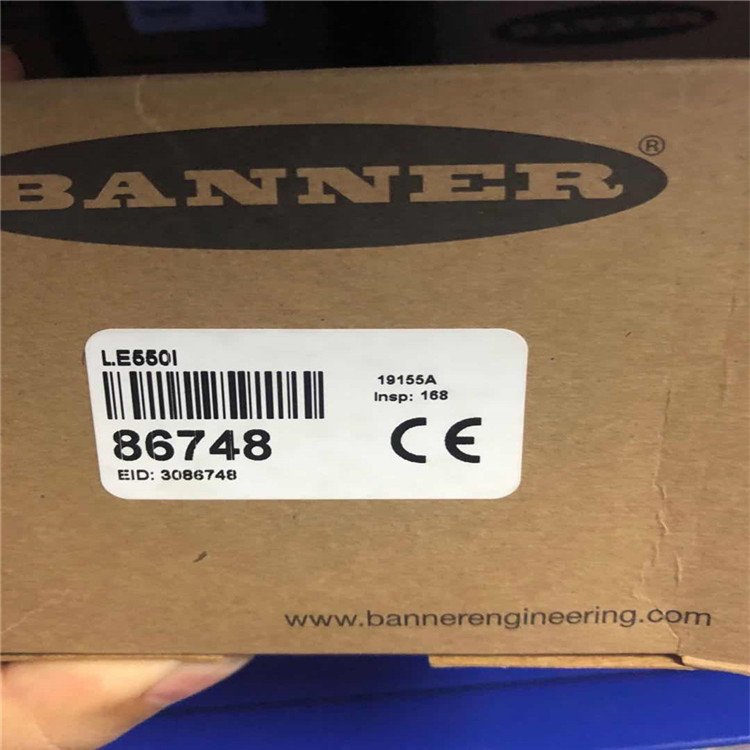 BANNER®
LE550I
19155A
Insp: 168
86748
CE
EID: 3086748
www.bannerengineering.com